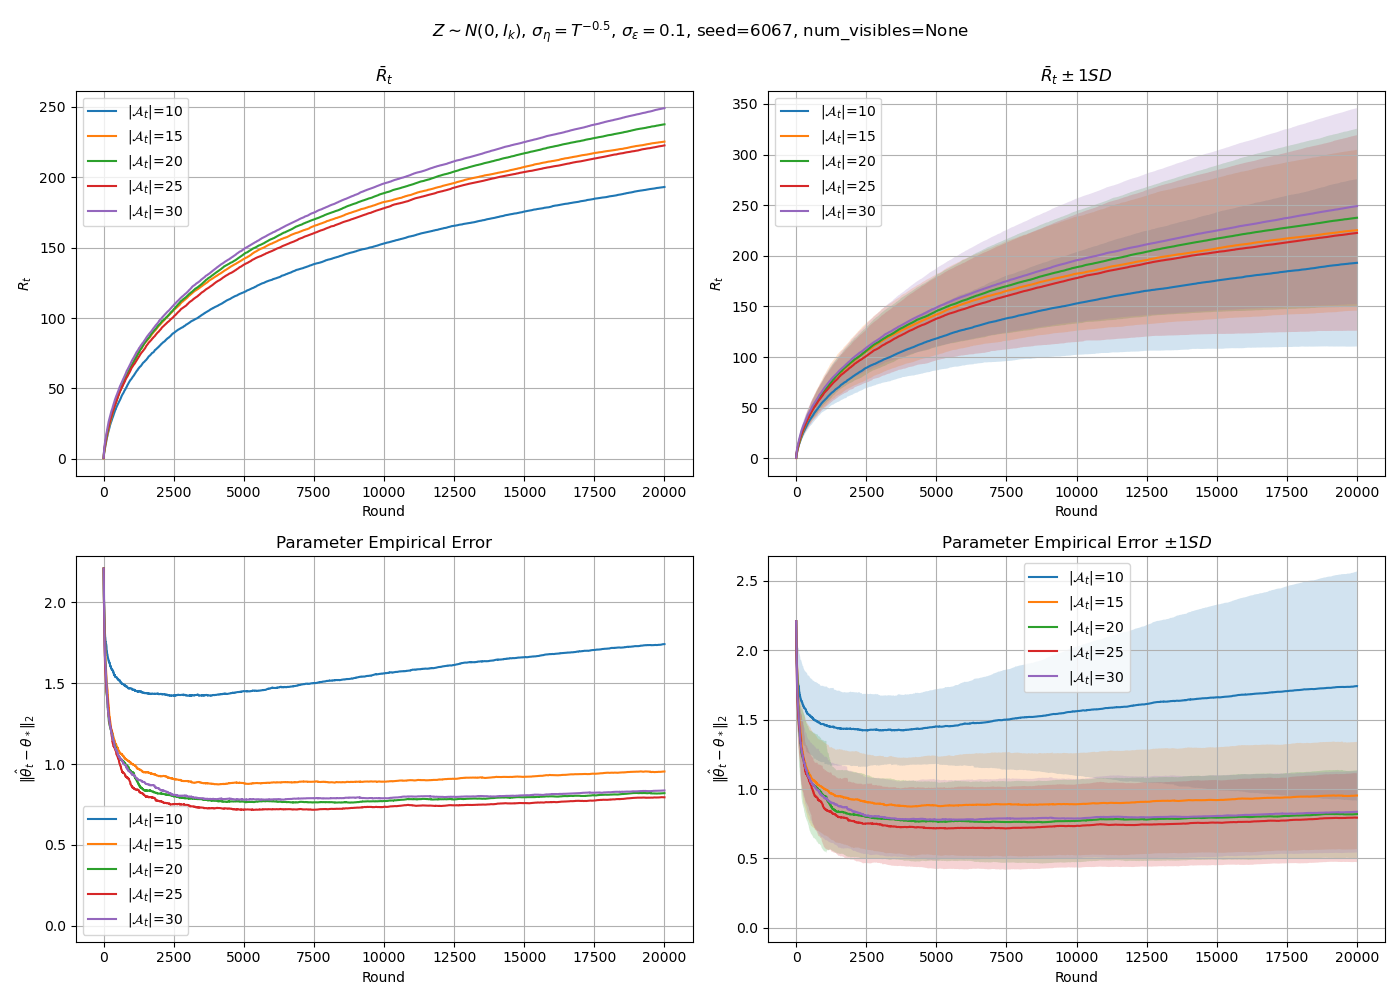 Z ∼ N(0, I_k), σ_η = T^{−0.5}, σ_ε = 0.1, seed=6067, num_visibles=None
R̄_t
R_t
250
200
150
100
50
0
|𝒜_t|=10
|𝒜_t|=15
|𝒜_t|=20
|𝒜_t|=25
|𝒜_t|=30
0 2500 5000 7500 10000 12500 15000 17500 20000
Round
R̄_t ± 1SD
R_t
350
300
250
200
150
100
50
0
|𝒜_t|=10
|𝒜_t|=15
|𝒜_t|=20
|𝒜_t|=25
|𝒜_t|=30
0 2500 5000 7500 10000 12500 15000 17500 20000
Round
Parameter Empirical Error
‖θ̂_t − θ_*‖_2
2.0
1.5
1.0
0.5
0.0
|𝒜_t|=10
|𝒜_t|=15
|𝒜_t|=20
|𝒜_t|=25
|𝒜_t|=30
0 2500 5000 7500 10000 12500 15000 17500 20000
Round
Parameter Empirical Error ±1SD
‖θ̂_t − θ_*‖_2
2.5
2.0
1.5
1.0
0.5
0.0
|𝒜_t|=10
|𝒜_t|=15
|𝒜_t|=20
|𝒜_t|=25
|𝒜_t|=30
0 2500 5000 7500 10000 12500 15000 17500 20000
Round